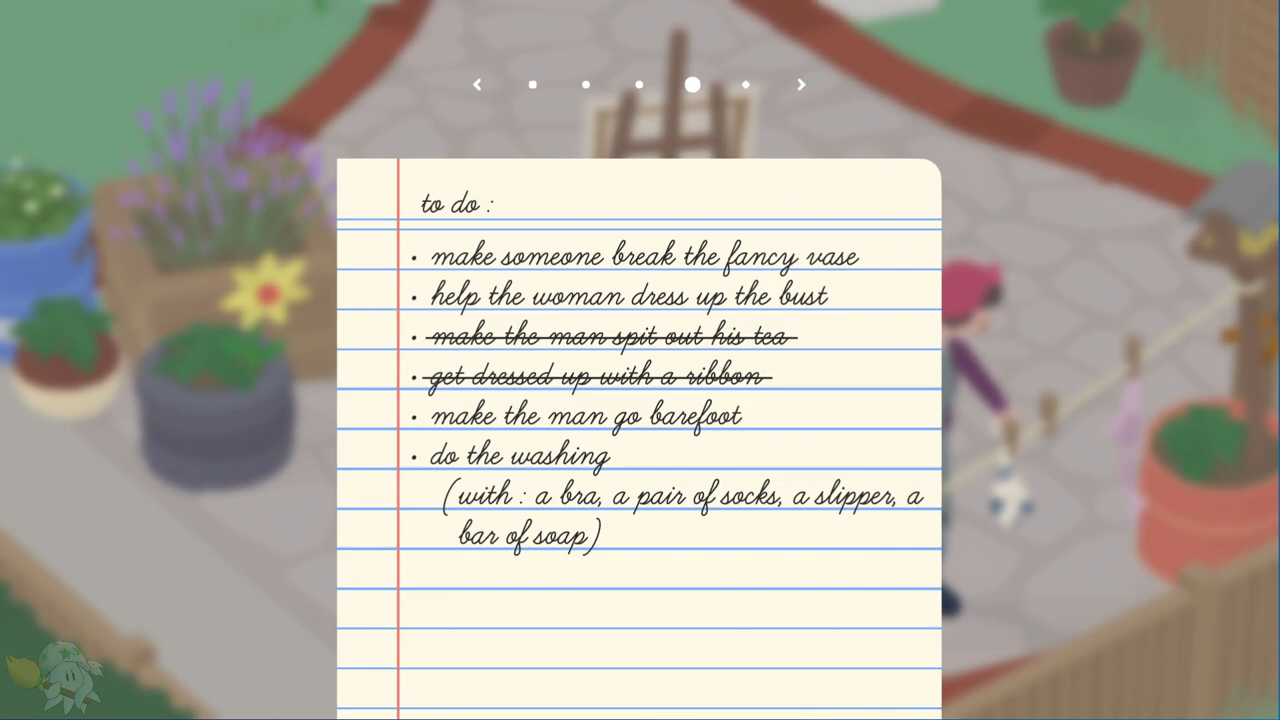 to do :
• make someone break the fancy vase
• help the woman dress up the bust
• make the man spit out his tea
• get dressed up with a ribbon
• make the man go barefoot
• do the washing
(with : a bra, a pair of socks, a slipper, a
bar of soap)